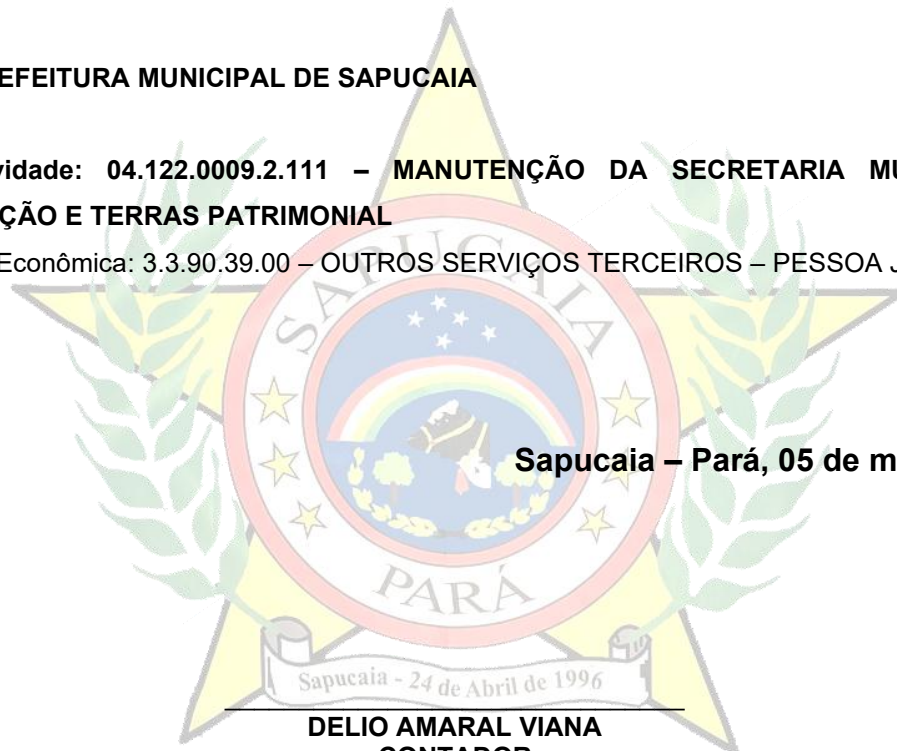 EFEITURA MUNICIPAL DE SAPUCAIA
vidade: 04.122.0009.2.111 – MANUTENÇÃO DA SECRETARIA MU
ÇÃO E TERRAS PATRIMONIAL
Econômica: 3.3.90.39.00 – OUTROS SERVIÇOS TERCEIROS – PESSOA J
SAPUCAIA
Sapucaia – Pará, 05 de m
PARÁ
Sapucaia - 24 de Abril de 1996
DELIO AMARAL VIANA
CONTADOR